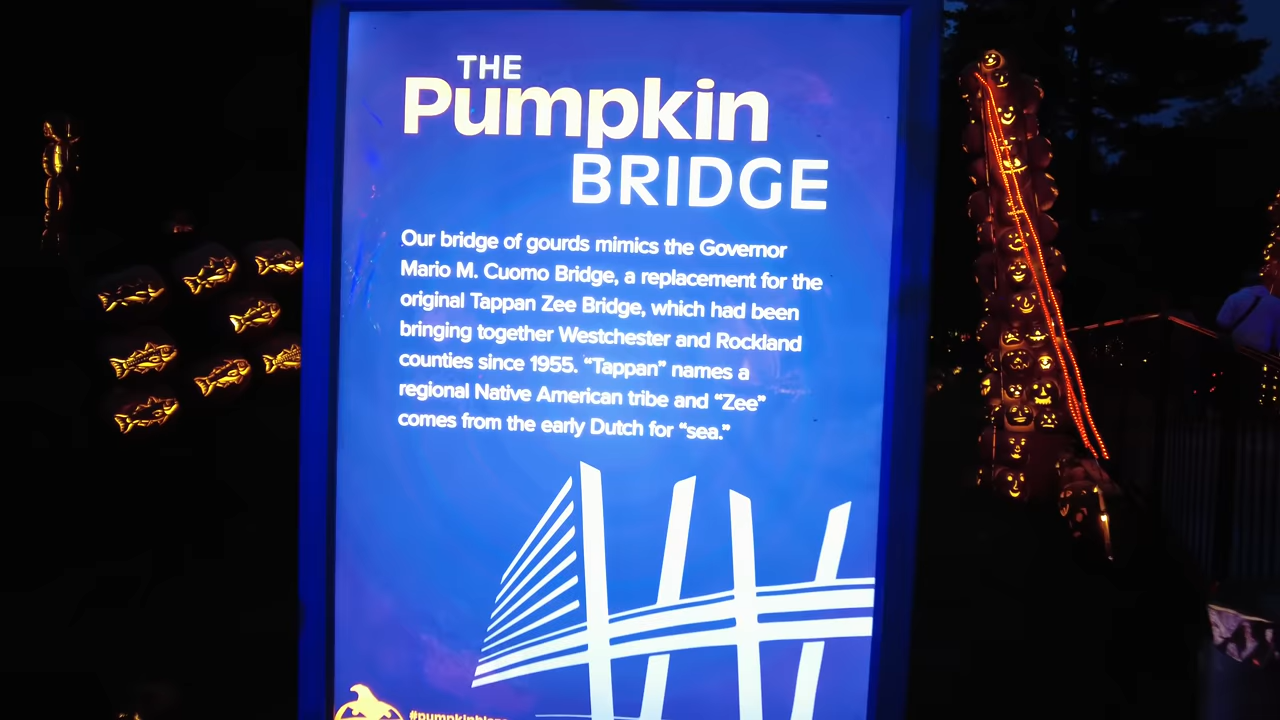 THE
Pumpkin
BRIDGE
Our bridge of gourds mimics the Governor
Mario M. Cuomo Bridge, a replacement for the
original Tappan Zee Bridge, which had been
bringing together Westchester and Rockland
counties since 1955. “Tappan” names a
regional Native American tribe and “Zee”
comes from the early Dutch for “sea.”